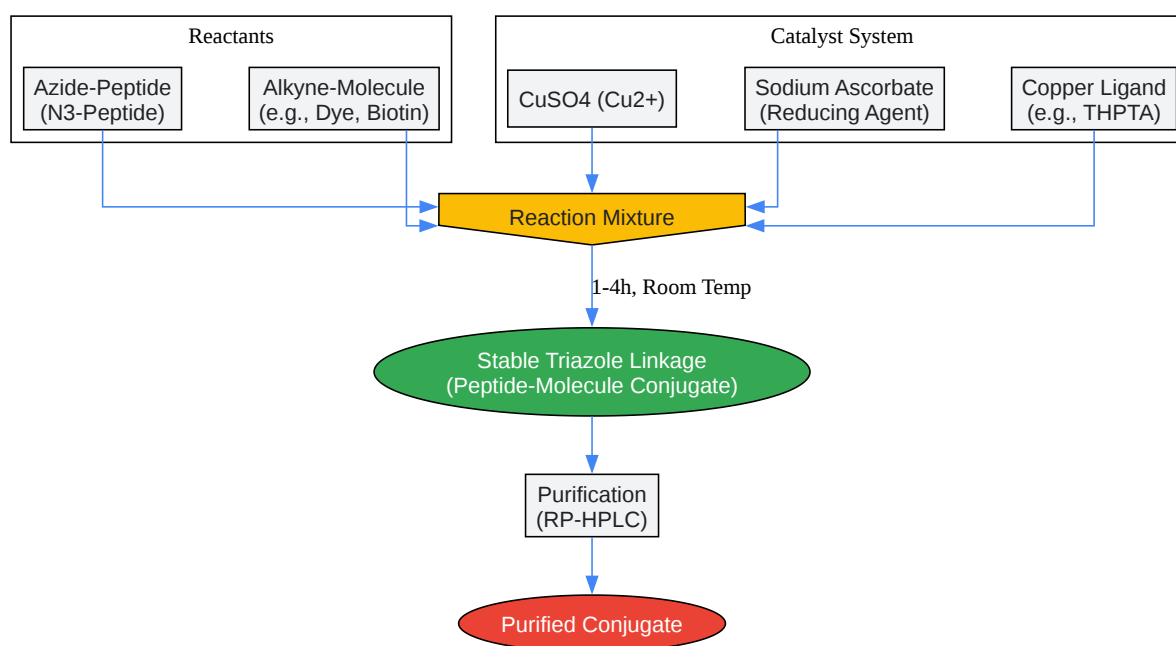 Reactants
Catalyst System
Azide-Peptide
(N3-Peptide)
Alkyne-Molecule
(e.g., Dye, Biotin)
CuSO4 (Cu2+)
Sodium Ascorbate
(Reducing Agent)
Copper Ligand
(e.g., THPTA)
Reaction Mixture
1-4h, Room Temp
Stable Triazole Linkage
(Peptide-Molecule Conjugate)
Purification
(RP-HPLC)
Purified Conjugate